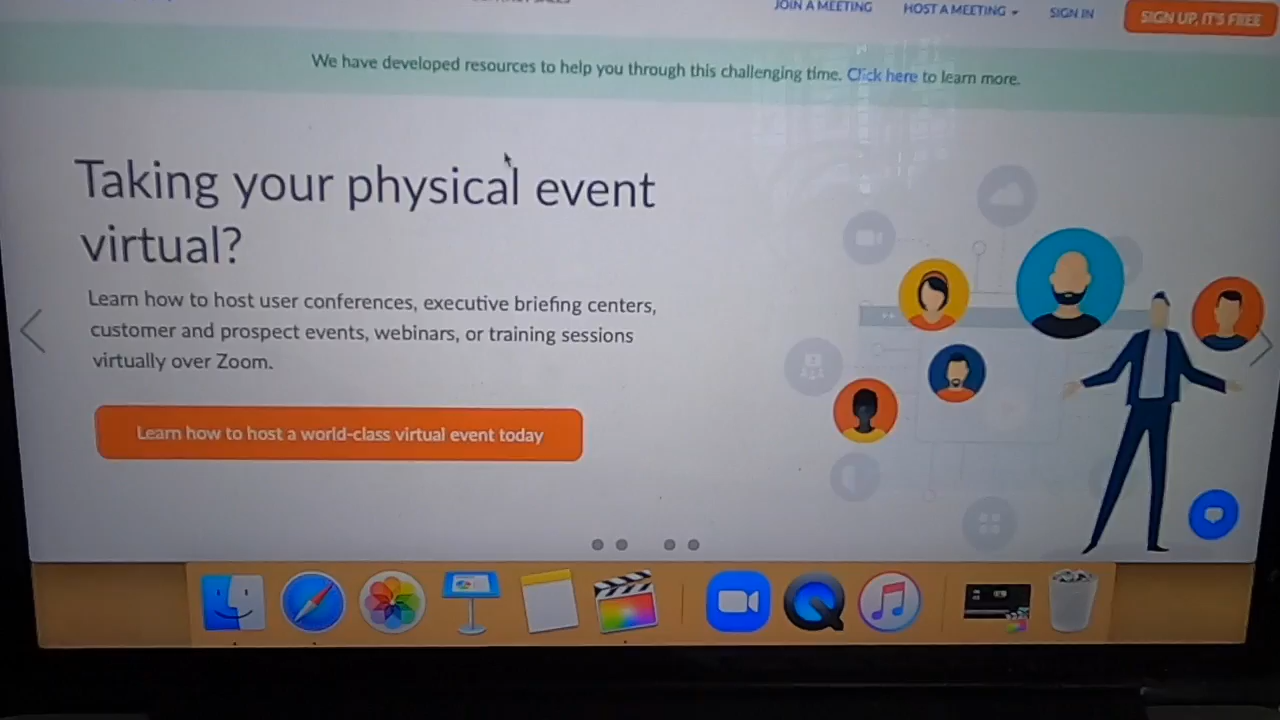 JOIN A MEETING HOST A MEETING SIGN IN SIGN UP, IT'S FREE
We have developed resources to help you through this challenging time. Click here to learn more.
Taking your physical event
virtual?
Learn how to host user conferences, executive briefing centers,
customer and prospect events, webinars, or training sessions
virtually over Zoom.
Learn how to host a world-class virtual event today